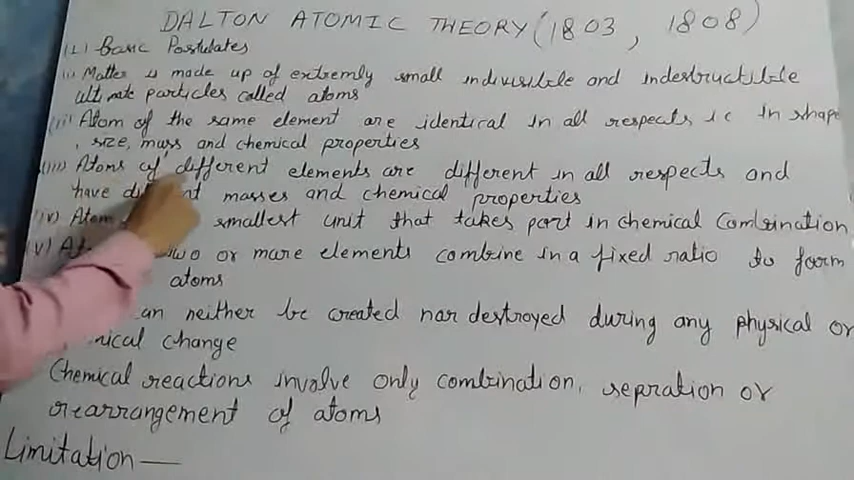 DALTON ATOMIC THEORY (1803, 1808)
(1) Basic Postulates
(i) Matter is made up of extremly small indivisible and indestructible
ultimate particles called atoms
(ii) Atom of the same element are identical in all respects i.e in shape
, size, mass and chemical properties
(iii) Atoms of different elements are different in all respects and
have different masses and chemical properties
(iv) Atom smallest unit that takes part in chemical Combination
(v) two or more elements combine in a fixed ratio to form
atoms
neither be created nor destroyed during any physical or
change
Chemical reactions involve only combination, sepration or
rearrangement of atoms
Limitation —